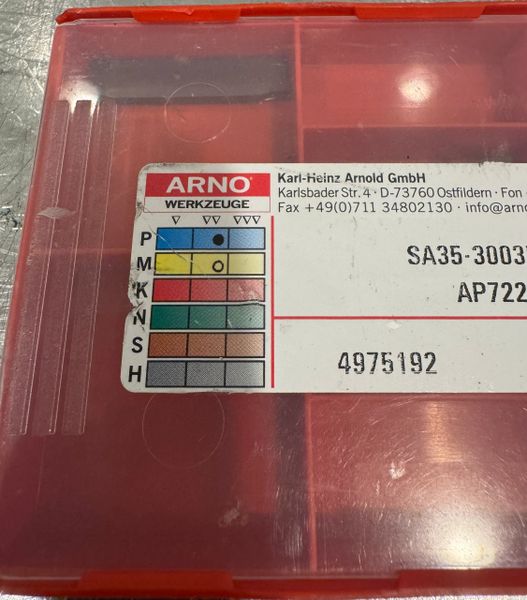 ARNO
WERKZEUGE
Karl-Heinz Arnold GmbH
Karlsbader Str. 4 · D-73760 Ostfildern · Fon
Fax +49(0)711 34802130 · info@arno
P
M
K
N
S
H
SA35-3003
AP722
4975192